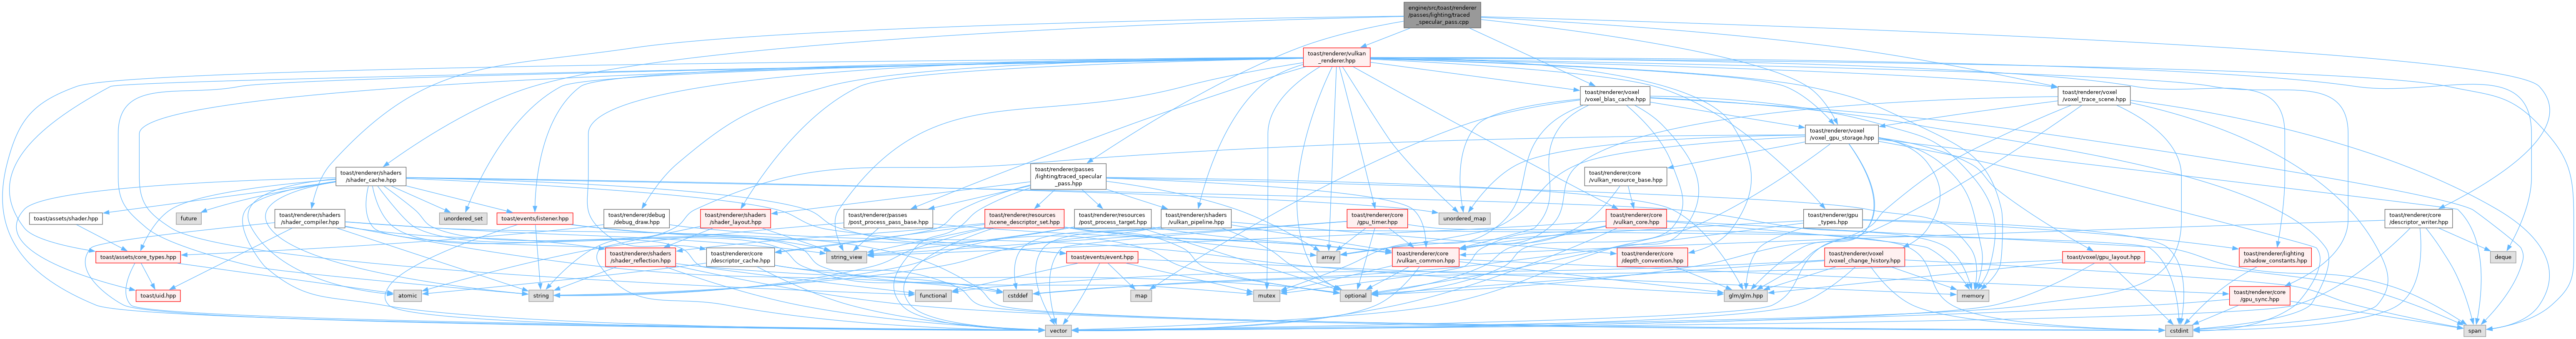 engine/src/toast/renderer
/passes/lighting/traced
_specular_pass.cpp
toast/renderer/vulkan
_renderer.hpp
toast/renderer/voxel
/voxel_blas_cache.hpp
toast/renderer/voxel
/voxel_trace_scene.hpp
toast/renderer/voxel
/voxel_gpu_storage.hpp
toast/renderer/shaders
/shader_cache.hpp
toast/renderer/passes
/lighting/traced_specular
_pass.hpp
toast/renderer/core
/vulkan_resource_base.hpp
toast/assets/shader.hpp
future
toast/renderer/shaders
/shader_compiler.hpp
unordered_set
toast/events/listener.hpp
toast/renderer/debug
/debug_draw.hpp
toast/renderer/shaders
/shader_layout.hpp
toast/renderer/passes
/post_process_pass_base.hpp
toast/renderer/resources
/scene_descriptor_set.hpp
toast/renderer/resources
/post_process_target.hpp
toast/renderer/shaders
/vulkan_pipeline.hpp
toast/renderer/core
/gpu_timer.hpp
unordered_map
toast/renderer/core
/vulkan_core.hpp
toast/renderer/gpu
_types.hpp
toast/renderer/core
/descriptor_writer.hpp
toast/assets/core_types.hpp
toast/renderer/shaders
/shader_reflection.hpp
toast/renderer/core
/descriptor_cache.hpp
string_view
toast/events/event.hpp
array
toast/renderer/core
/vulkan_common.hpp
toast/renderer/core
/depth_convention.hpp
toast/renderer/voxel
/voxel_change_history.hpp
toast/voxel/gpu_layout.hpp
toast/renderer/lighting
/shadow_constants.hpp
deque
toast/uid.hpp
atomic
string
functional
cstddef
map
mutex
optional
glm/glm.hpp
memory
toast/renderer/core
/gpu_sync.hpp
vector
cstdint
span